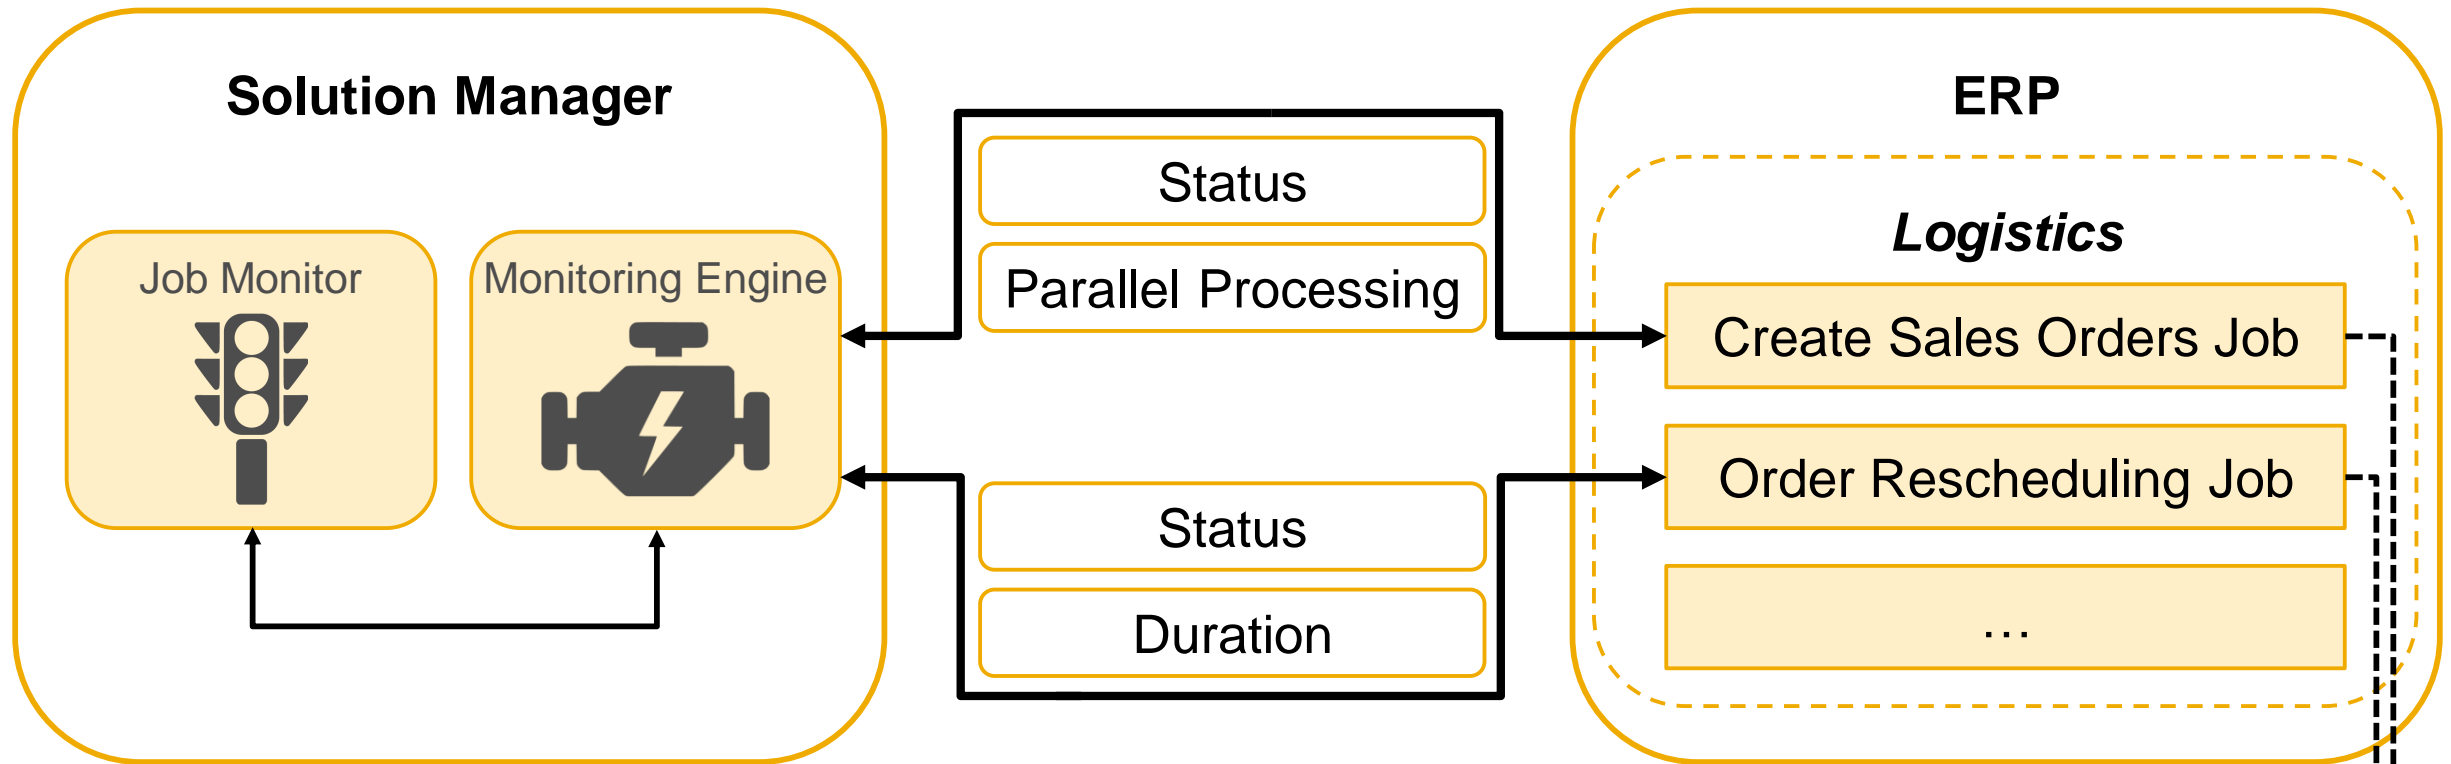 Solution Manager
Job Monitor
Monitoring Engine
Status
Parallel Processing
Status
Duration
ERP
Logistics
Create Sales Orders Job
Order Rescheduling Job
…